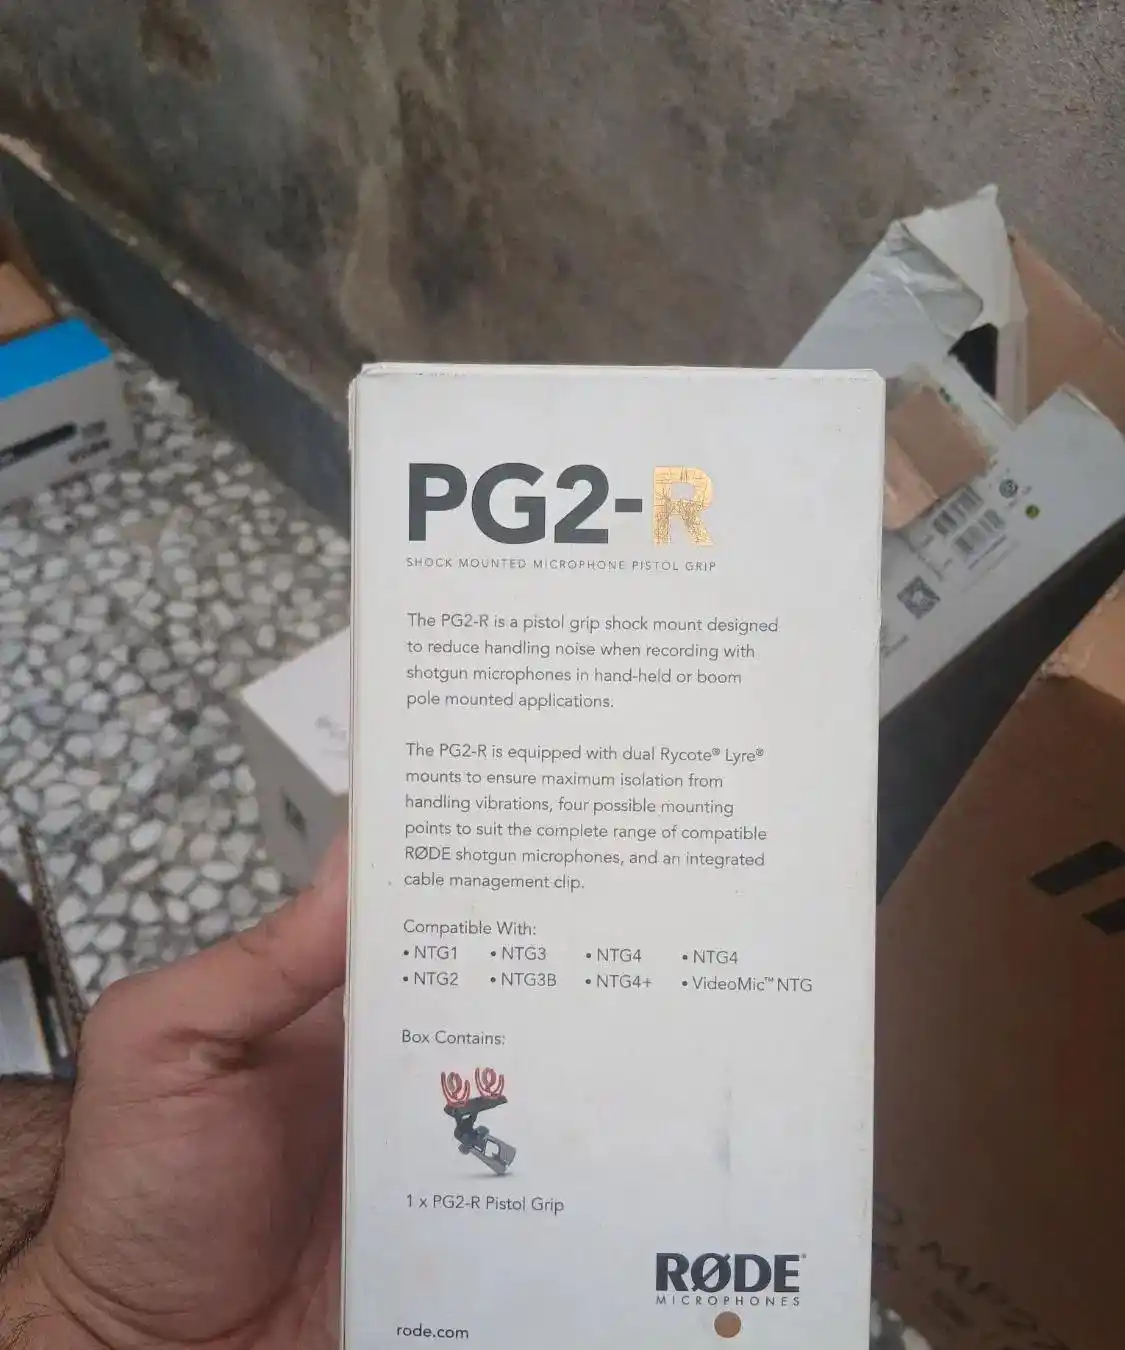 PG2-R
SHOCK MOUNTED MICROPHONE PISTOL GRIP
The PG2-R is a pistol grip shock mount designed
to reduce handling noise when recording with
shotgun microphones in hand-held or boom
pole mounted applications.
The PG2-R is equipped with dual Rycote® Lyre®
mounts to ensure maximum isolation from
handling vibrations, four possible mounting
points to suit the complete range of compatible
RØDE shotgun microphones, and an integrated
cable management clip.
Compatible With:
• NTG1 • NTG3 • NTG4 • NTG4
• NTG2 • NTG3B • NTG4+ • VideoMic™ NTG
Box Contains:
1 x PG2-R Pistol Grip
RØDE
MICROPHONES
rode.com